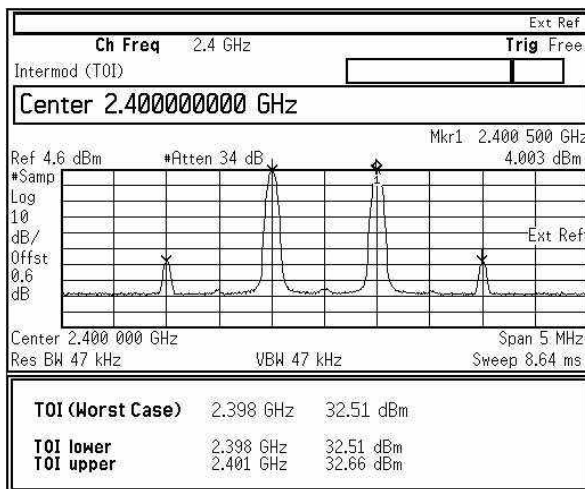 Ext Ref
Ch Freq 2.4 GHz Trig Free
Intermod (TOI)
Center 2.400000000 GHz
Mkr1 2.400 500 GHz
Ref 4.6 dBm #Atten 34 dB 4.003 dBm
#Samp
Log
10
dB/
Offst
0.6
dB
1
Ext Ref
Center 2.400 000 GHz Span 5 MHz
Res BW 47 kHz VBW 47 kHz Sweep 8.64 ms
TOI (Worst Case) 2.398 GHz 32.51 dBm
TOI lower 2.398 GHz 32.51 dBm
TOI upper 2.401 GHz 32.66 dBm